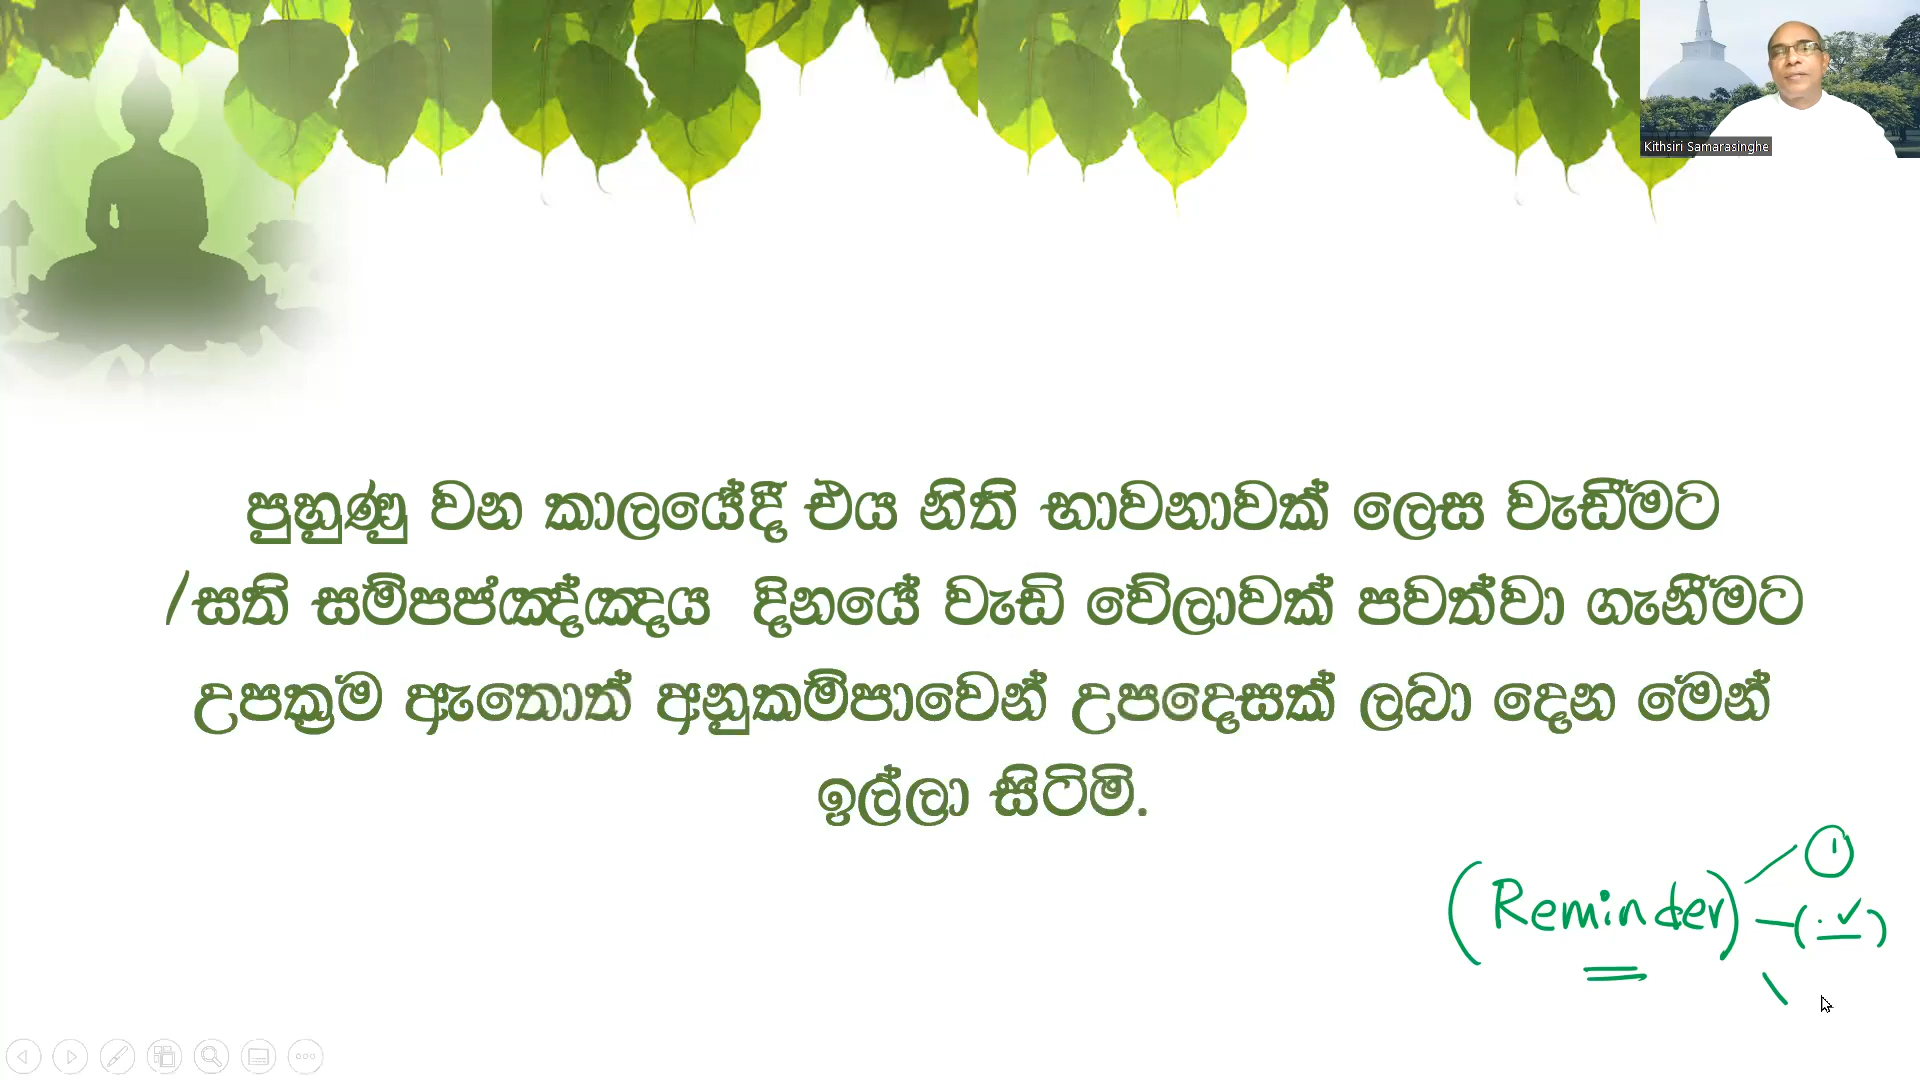 Kithsiri Samarasinghe
පුහුණු වන කාලයේදී එය නිති භාවනාවක් ලෙස වැඩීමට
/සති සම්පප්ඤ්ඤය දිනයේ වැඩි වේලාවක් පවත්වා ගැනීමට
උපක්‍රම ඇතොත් අනුකම්පාවෙන් උපදෙසක් ලබා දෙන මෙන්
ඉල්ලා සිටිමි.
(Reminder)